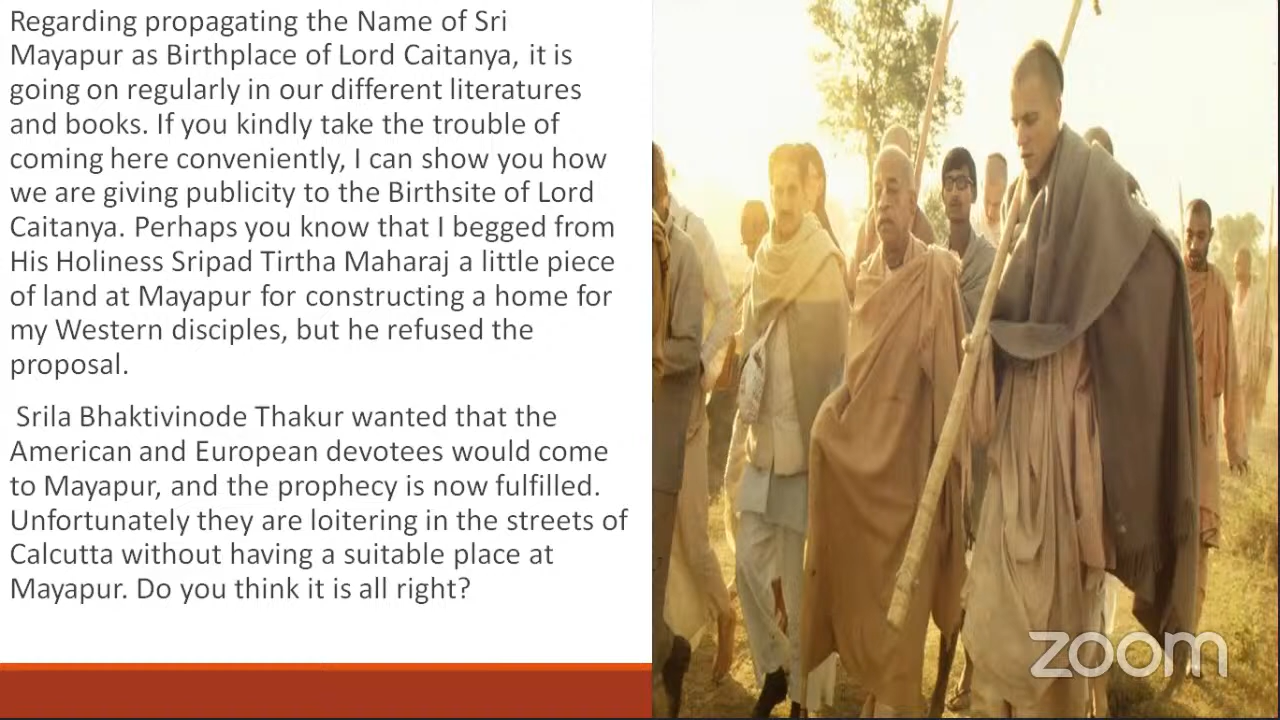 Regarding propagating the Name of Sri
Mayapur as Birthplace of Lord Caitanya, it is
going on regularly in our different literatures
and books. If you kindly take the trouble of
coming here conveniently, I can show you how
we are giving publicity to the Birthsite of Lord
Caitanya. Perhaps you know that I begged from
His Holiness Sripad Tirtha Maharaj a little piece
of land at Mayapur for constructing a home for
my Western disciples, but he refused the
proposal.
Srila Bhaktivinode Thakur wanted that the
American and European devotees would come
to Mayapur, and the prophecy is now fulfilled.
Unfortunately they are loitering in the streets of
Calcutta without having a suitable place at
Mayapur. Do you think it is all right?
zoom